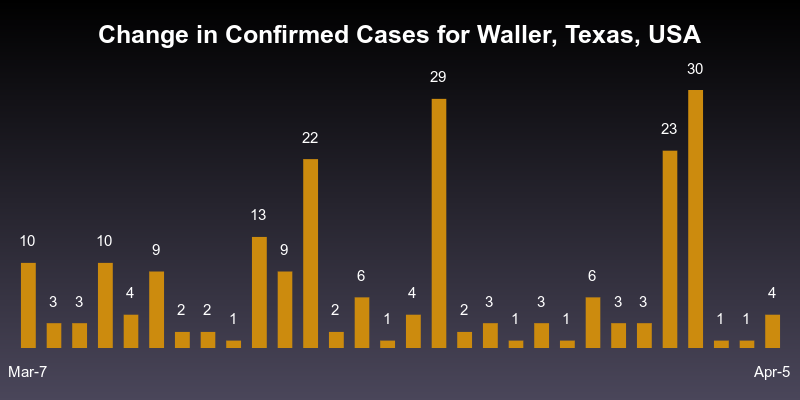 Change in Confirmed Cases for Waller, Texas, USA
10 3 3 10 4 9 2 2 1 13 9 22 2 6 1 4 29 2 3 1 3 1 6 3 3 23 30 1 1 4
Mar-7 Apr-5